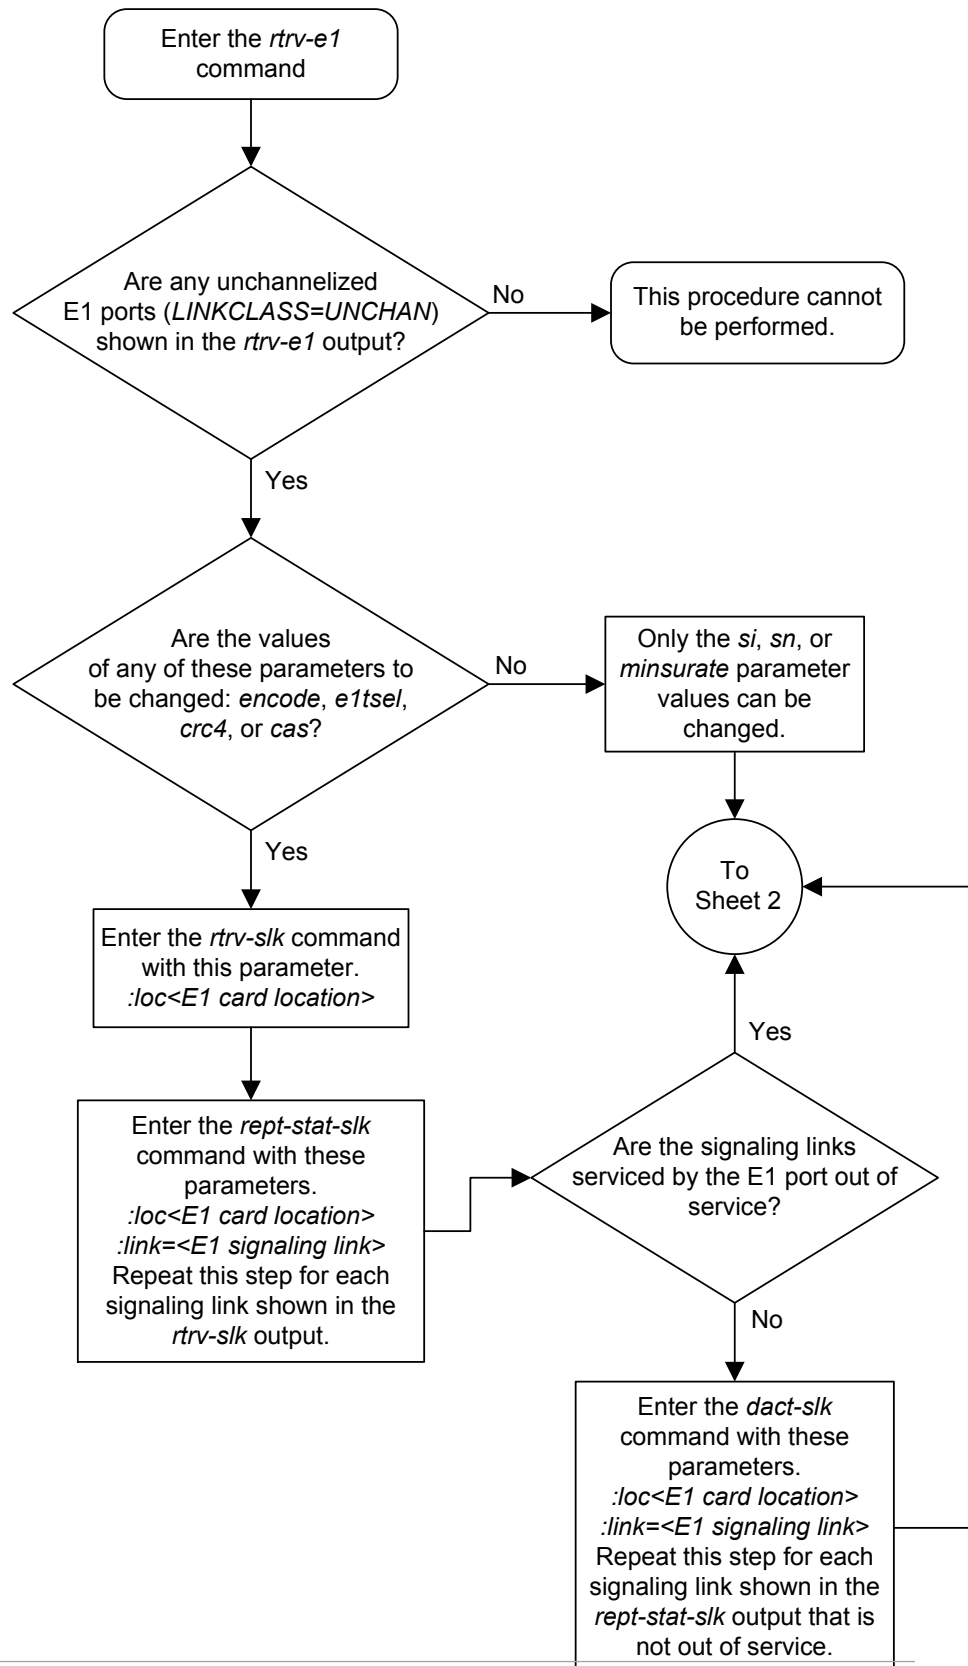 Enter the rtrv-e1
command
Are any unchannelized
E1 ports (LINKCLASS=UNCHAN)
shown in the rtrv-e1 output?
No
This procedure cannot
be performed.
Yes
Are the values
of any of these parameters to
be changed: encode, e1tsel,
crc4, or cas?
No
Only the si, sn, or
minsurate parameter
values can be
changed.
Yes
To
Sheet 2
Enter the rtrv-slk command
with this parameter.
:loc<E1 card location>
Yes
Enter the rept-stat-slk
command with these
parameters.
:loc<E1 card location>
:link=<E1 signaling link>
Repeat this step for each
signaling link shown in the
rtrv-slk output.
Are the signaling links
serviced by the E1 port out of
service?
No
Enter the dact-slk
command with these
parameters.
:loc<E1 card location>
:link=<E1 signaling link>
Repeat this step for each
signaling link shown in the
rept-stat-slk output that is
not out of service.